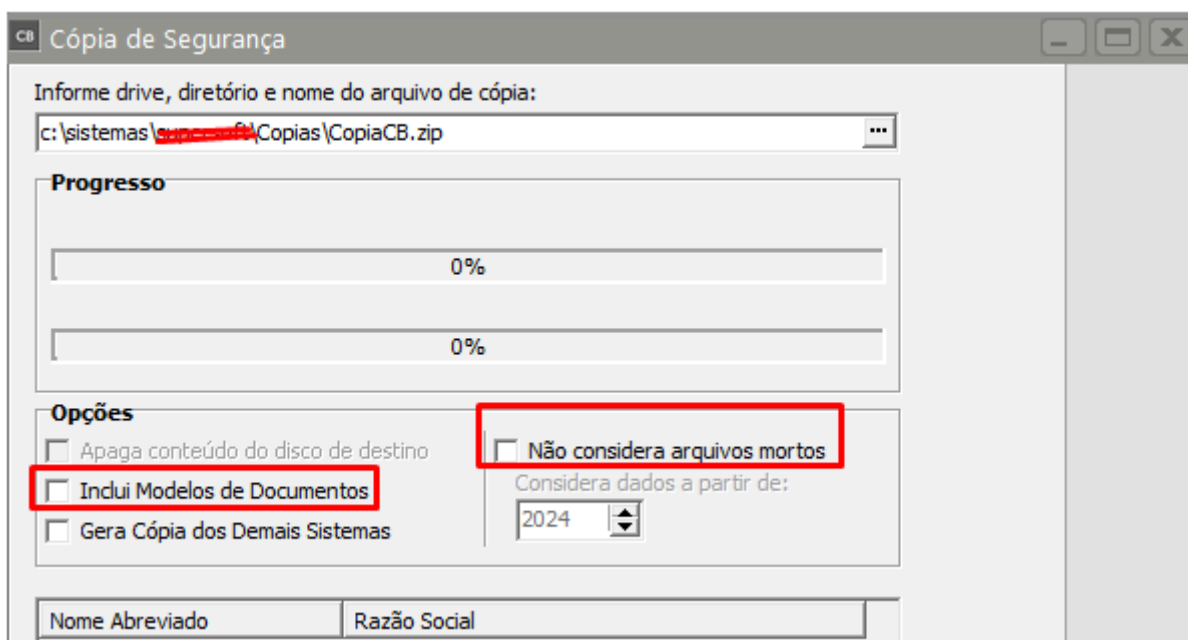 CB Cópia de Segurança
Informe drive, diretório e nome do arquivo de cópia:
c:\sistemas\ \Copias\CopiaCB.zip ...
Progresso
0%
0%
Opções
Apaga conteúdo do disco de destino
Não considera arquivos mortos
Inclui Modelos de Documentos
Considera dados a partir de:
2024
Gera Cópia dos Demais Sistemas
Nome Abreviado Razão Social